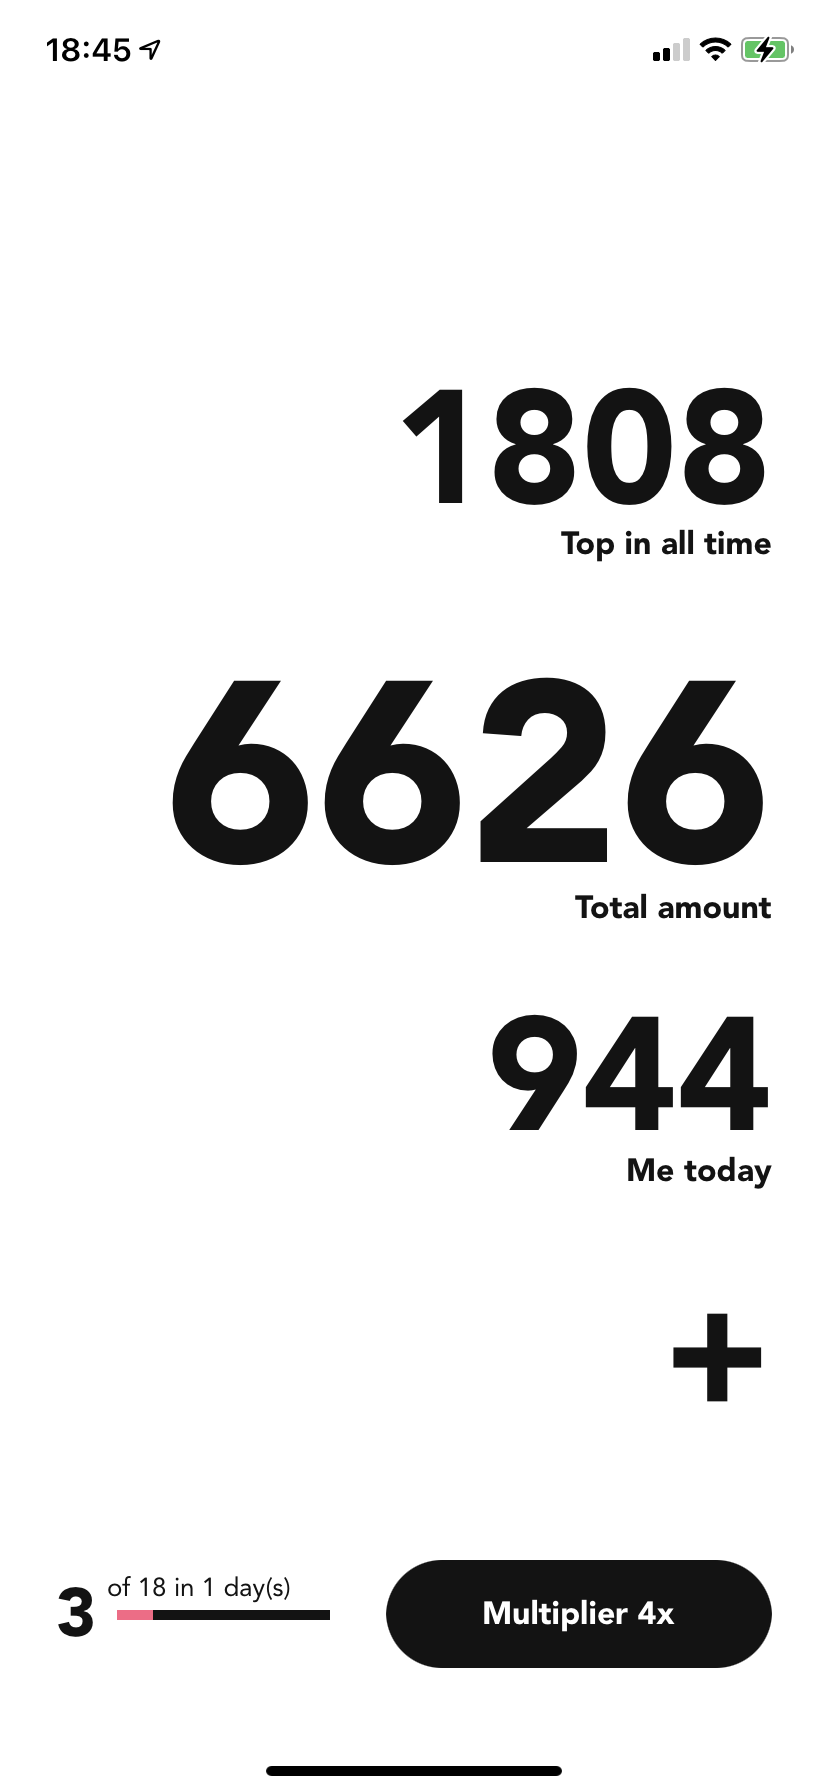 18:45
1808
Top in all time
6626
Total amount
944
Me today
+
3 of 18 in 1 day(s)
Multiplier 4x